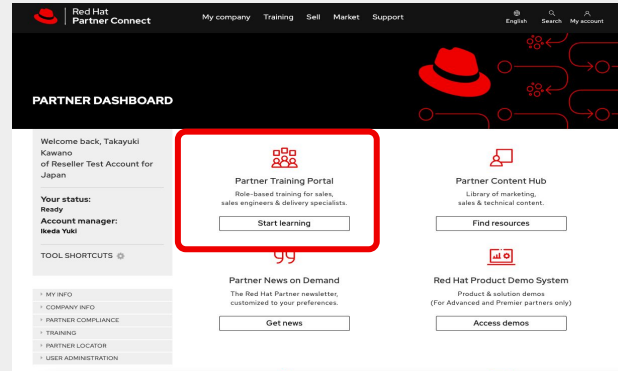 Red Hat
Partner Connect
My company Training Sell Market Support
English Search My account
PARTNER DASHBOARD
Welcome back, Takayuki
Kawano
of Reseller Test Account for
Japan
Your status:
Ready
Account manager:
Ikeda Yuki
TOOL SHORTCUTS
MY INFO
COMPANY INFO
PARTNER COMPLIANCE
TRAINING
PARTNER LOCATOR
USER ADMINISTRATION
Partner Training Portal
Role-based training for sales,
sales engineers & delivery specialists.
Start learning
Partner Content Hub
Library of marketing,
sales & technical content.
Find resources
Partner News on Demand
The Red Hat Partner newsletter,
customized to your preferences.
Get news
Red Hat Product Demo System
Product & solution demos
(For Advanced and Premier partners only)
Access demos